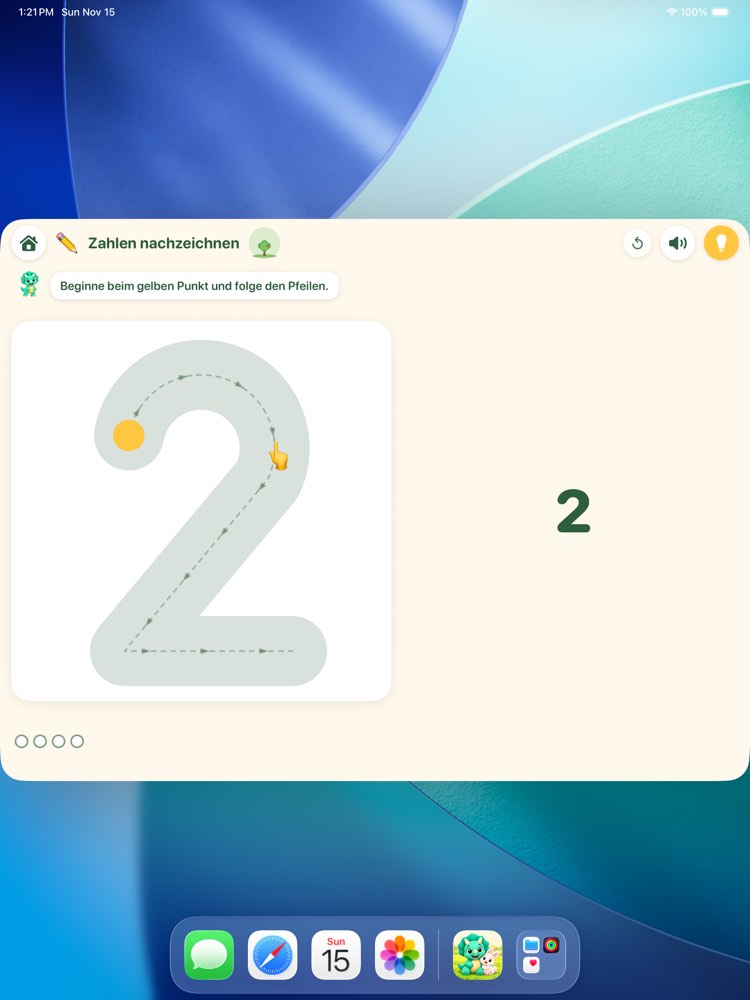 1:21 PM Sun Nov 15
100%
Zahlen nachzeichnen
Beginne beim gelben Punkt und folge den Pfeilen.
2
2
Sun
15